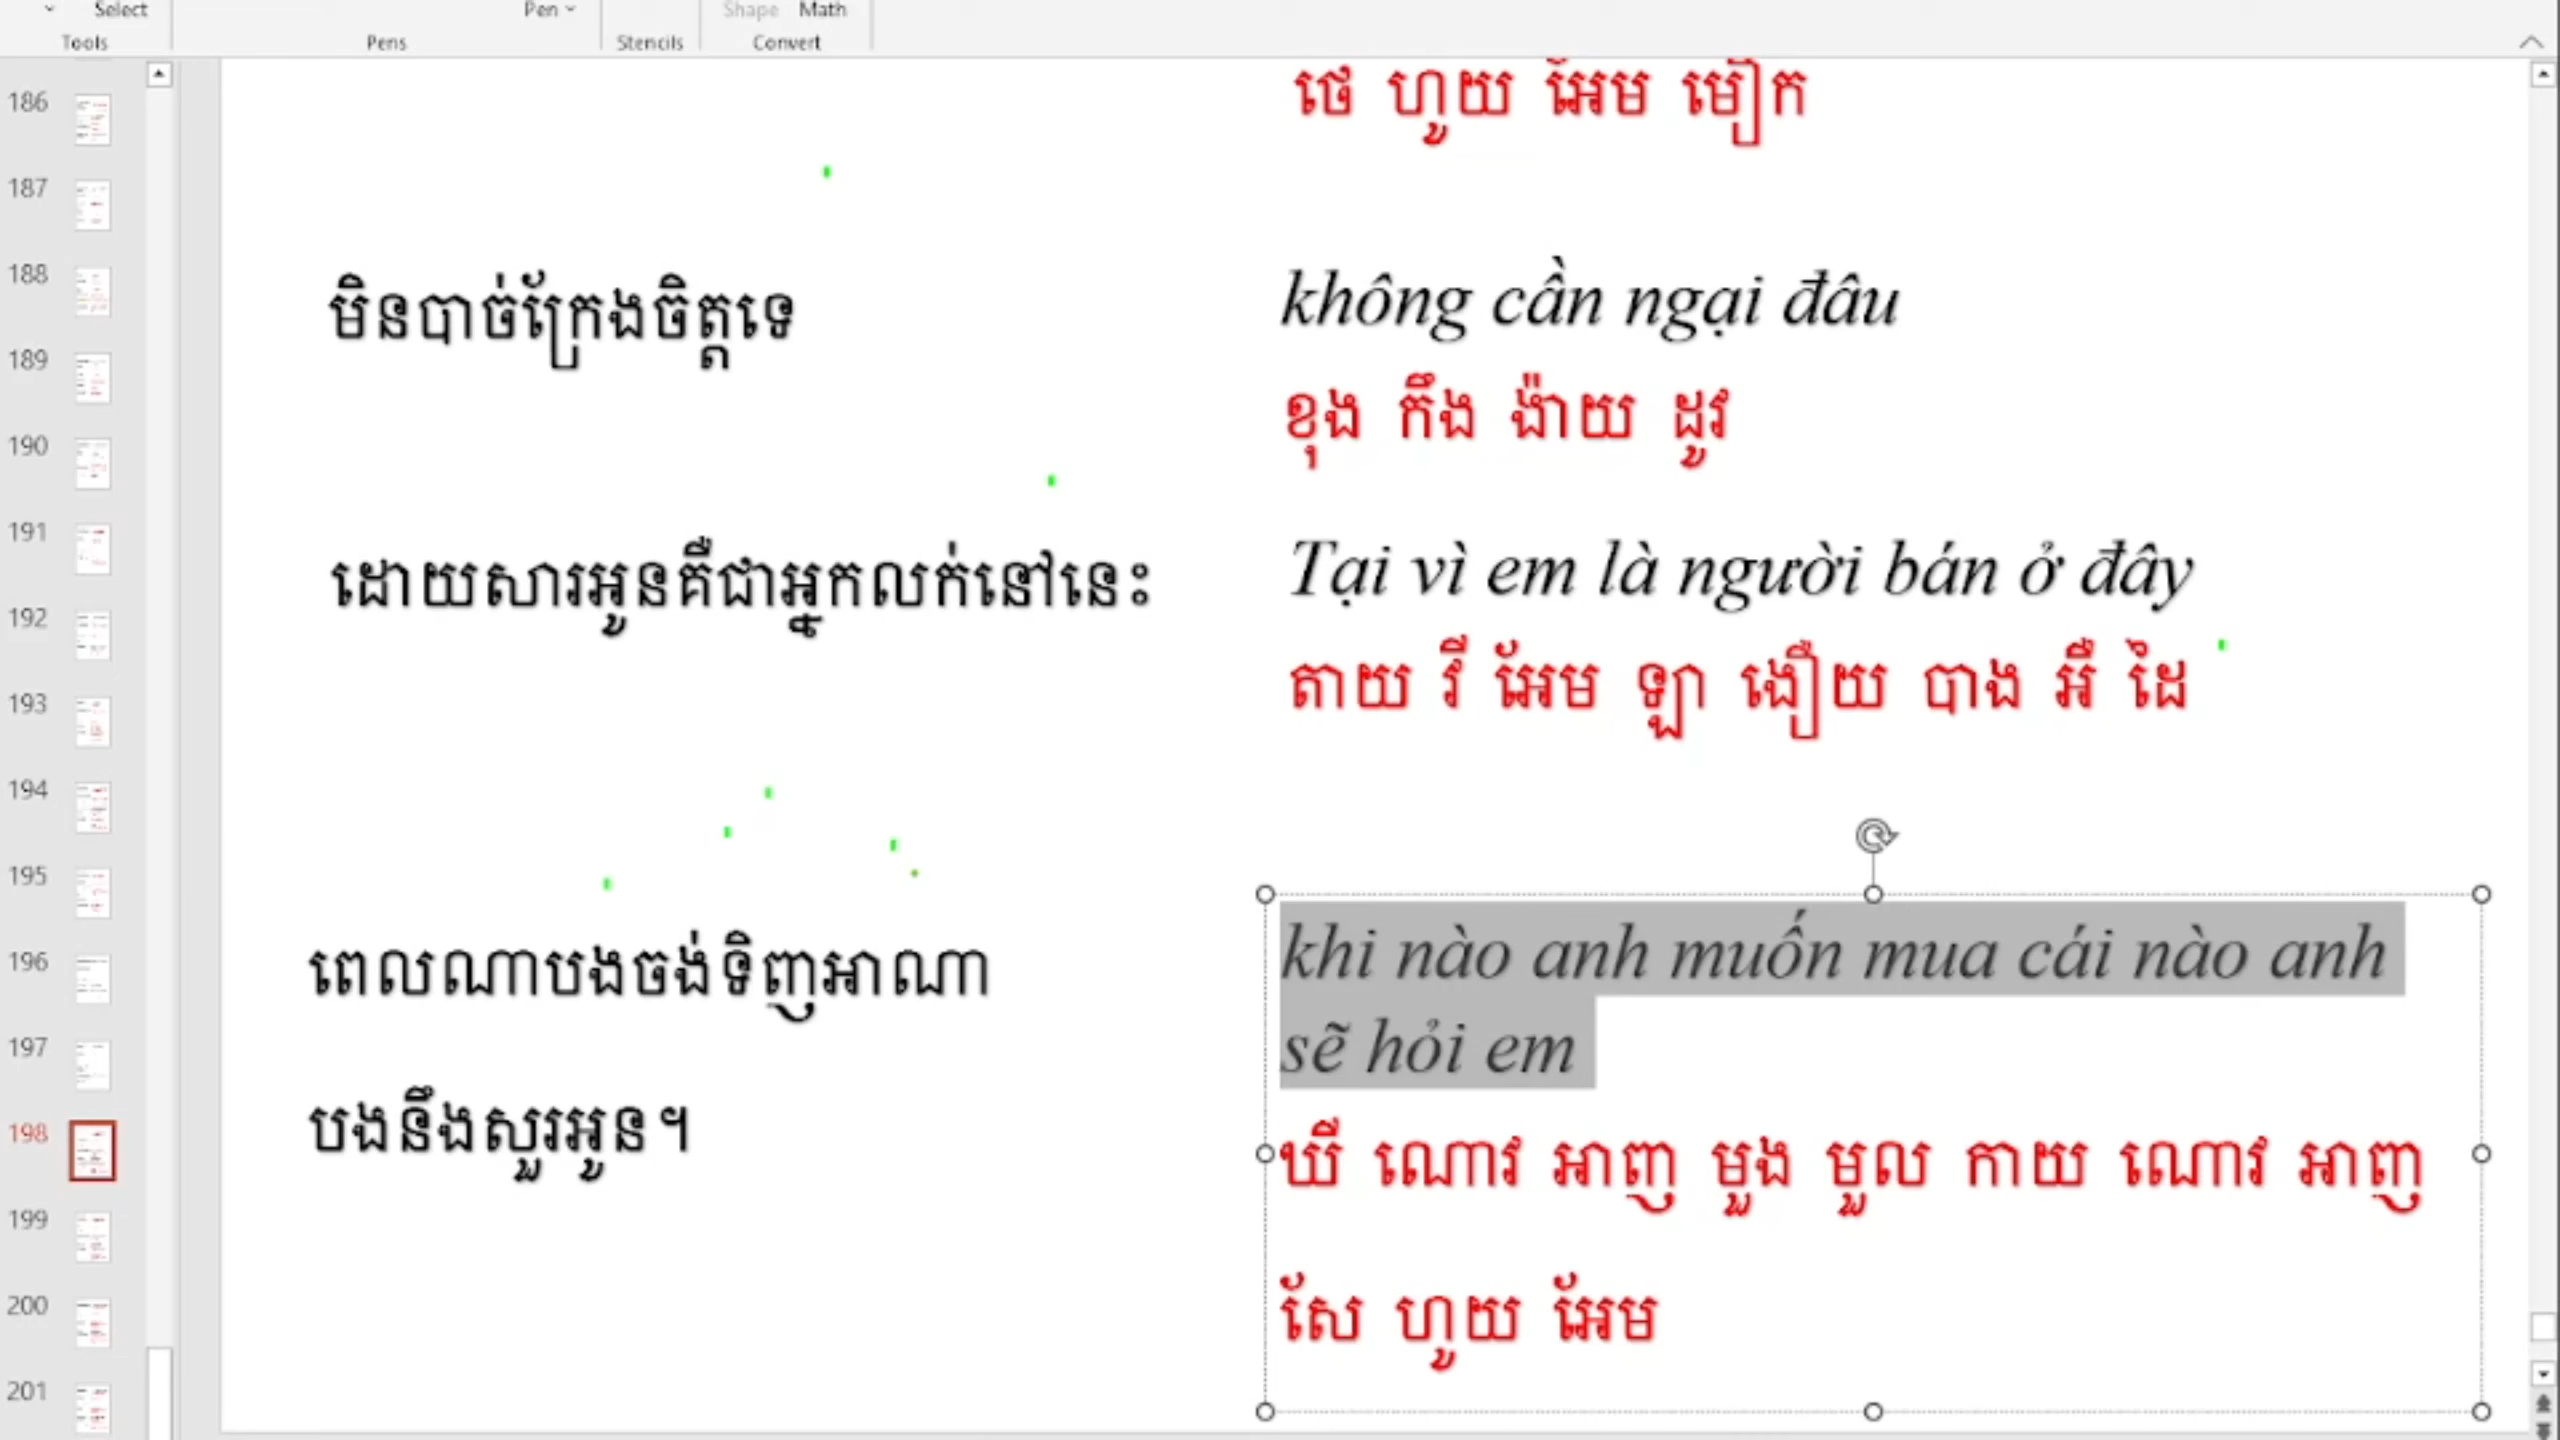 Select
Pen
Shape
Math
Tools
Pens
Stencils
Convert
186
187
188
189
190
191
192
193
194
195
196
197
198
199
200
201
ថេ ហូយ អែម មៀក
មិនបាច់ក្រែងចិត្តទេ
không cần ngại đâu
ខុង កឹង ង៉ាយ ដូវ
ដោយសារអូនគឺជាអ្នកលក់នៅនេះ
Tại vì em là người bán ở đây
តាយ វី អែម ឡា ងឿយ បាង អឺ ដៃ
ពេលណាបងចង់ទិញអាណា
បងនឹងសួរអូន។
khi nào anh muốn mua cái nào anh
sẽ hỏi em
ឃី ណោវ អាញ មួង មួល កាយ ណោវ អាញ
សែ ហូយ អែម